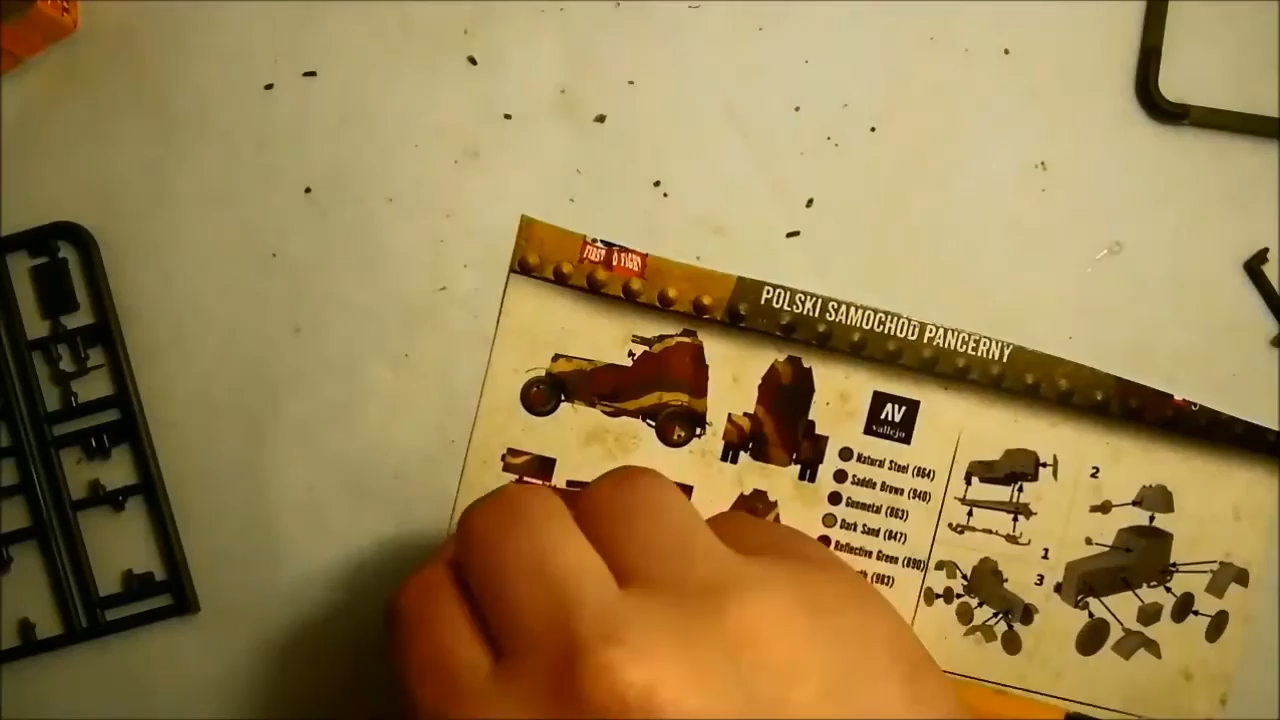 FIRST TO FIGHT
POLSKI SAMOCHÓD PANCERNY
AV
vallejo
Natural Steel (864)
Saddle Brown (940)
Gunmetal (863)
Dark Sand (847)
Reflective Green (890)
(983)
1
2
3